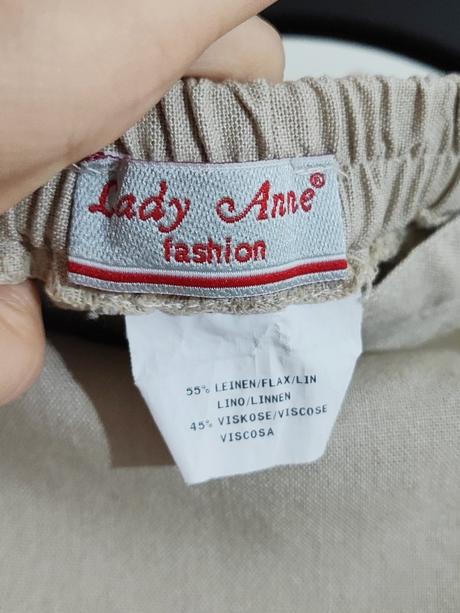 Lady Anne®
fashion
55% LEINEN/FLAX/LIN
LINO/LINNEN
45% VISKOSE/VISCOSE
VISCOSA